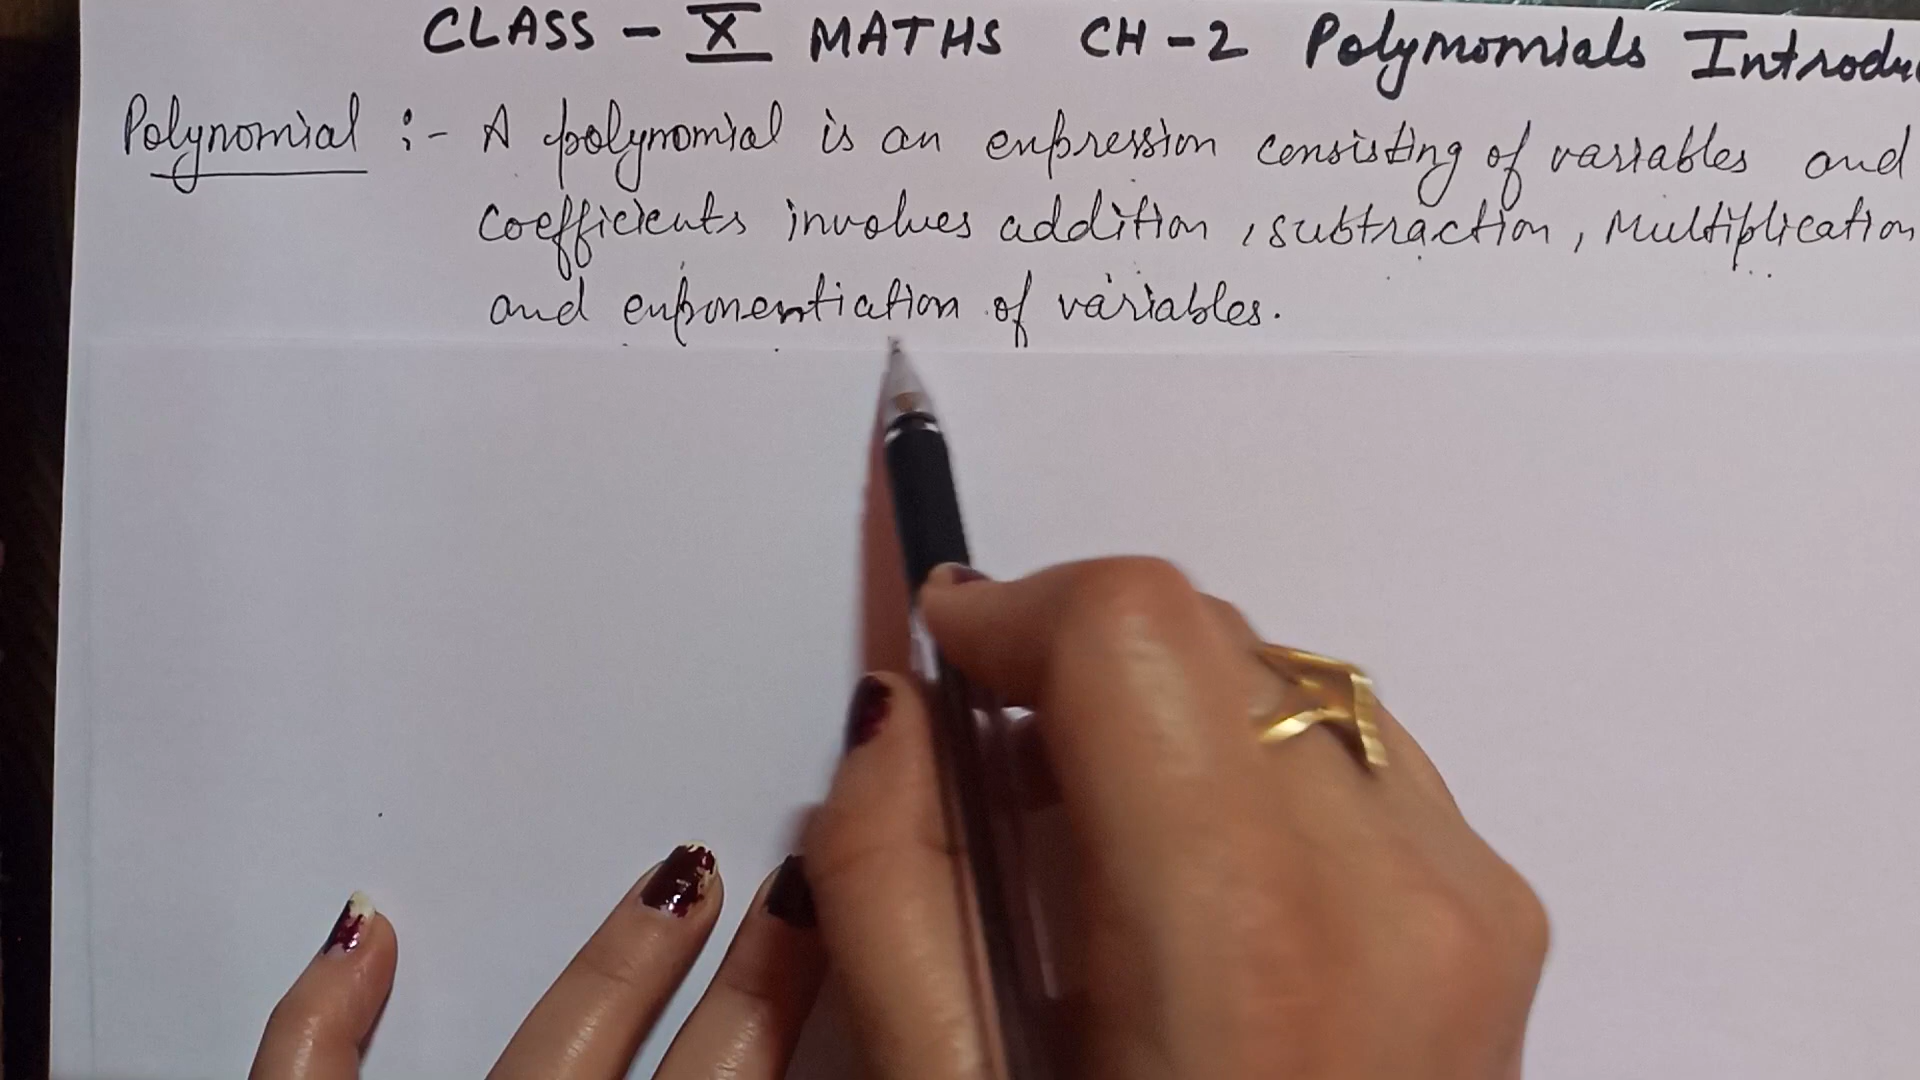 CLASS - X MATHS CH-2 Polynomials Introdu
Polynomial :- A polynomial is an expression consisting of variables and
coefficients involves addition, subtraction, Multiplication
and exponentiation of variables.